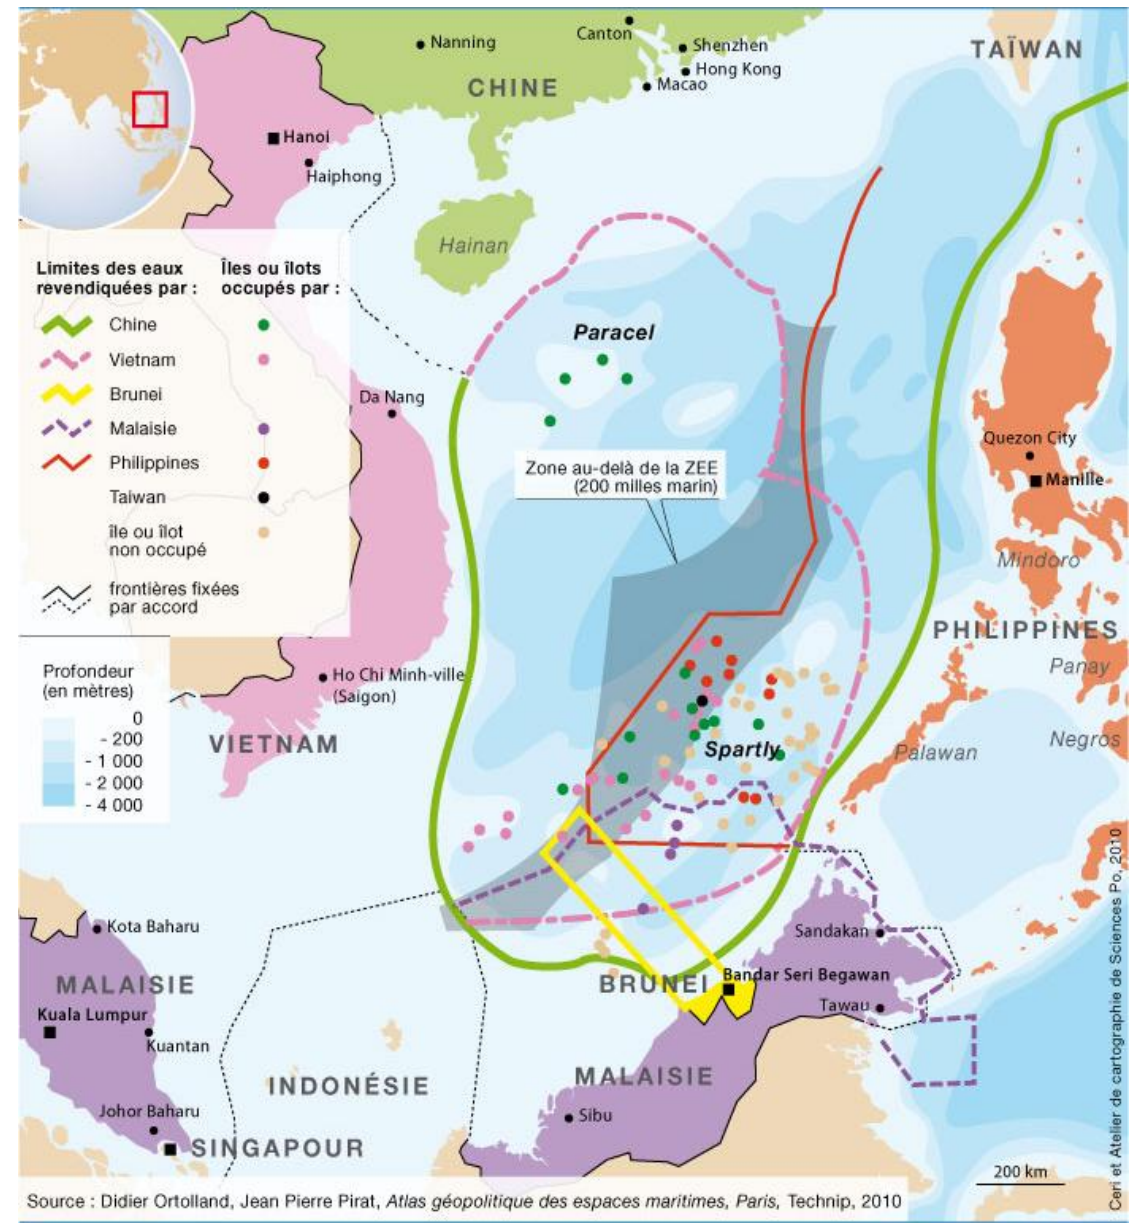 Nanning
Canton
Shenzhen
Hong Kong
Macao
CHINE
TAÏWAN
Hanoi
Haiphong
Hainan
Limites des eaux
revendiquées par :
Îles ou îlots
occupés par :
Chine
Vietnam
Brunei
Malaisie
Philippines
Taiwan
île ou îlot
non occupé
frontières fixées
par accord
Profondeur
(en mètres)
0
- 200
- 1 000
- 2 000
- 4 000
Paracel
Da Nang
Zone au-delà de la ZEE
(200 milles marin)
Quezon City
Manille
Mindoro
PHILIPPINES
Panay
Negros
Palawan
Ho Chi Minh-ville
(Saigon)
VIETNAM
Spartly
Kota Baharu
MALAISIE
Kuala Lumpur
Kuantan
Johor Baharu
SINGAPOUR
INDONÉSIE
BRUNEI
Bandar Seri Begawan
Sandakan
Tawau
MALAISIE
Sibu
200 km
Ceri et Atelier de cartographie de Sciences Po, 2010
Source : Didier Ortolland, Jean Pierre Pirat, Atlas géopolitique des espaces maritimes, Paris, Technip, 2010